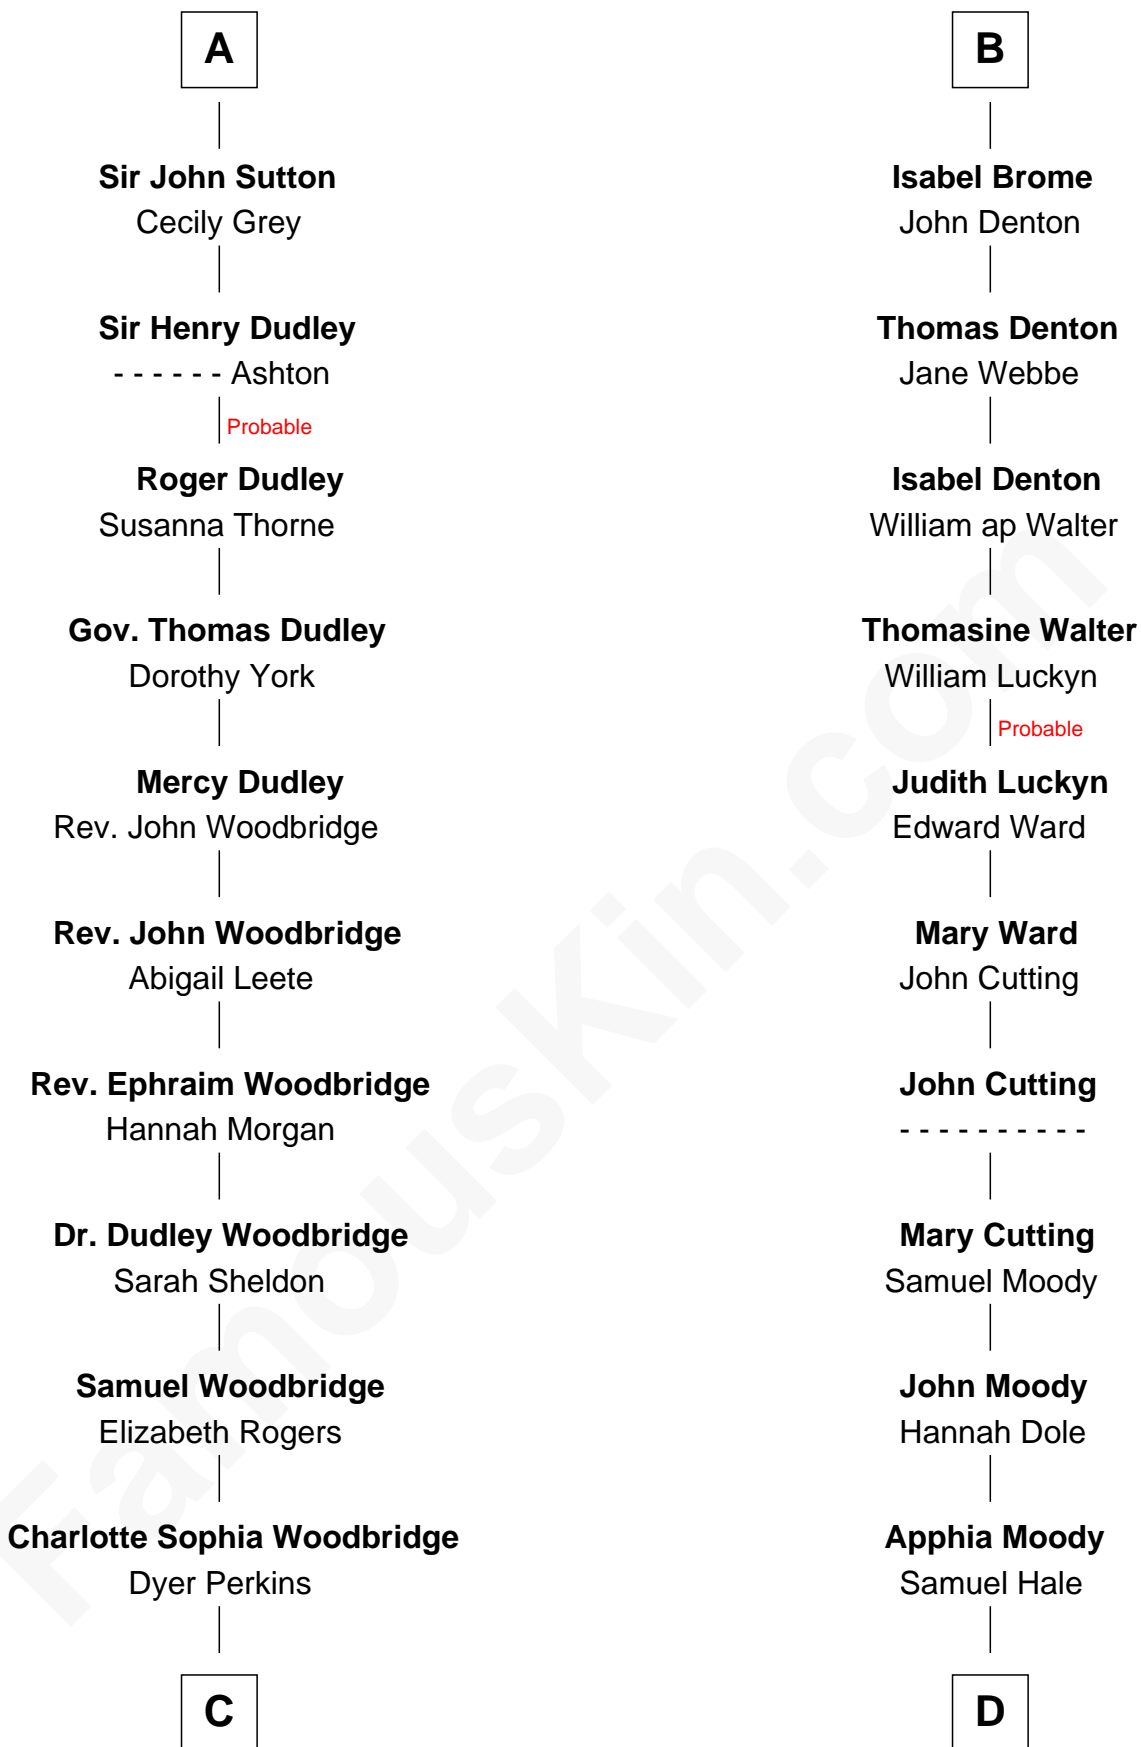 A
Sir John Sutton
Cecily Grey
Sir Henry Dudley
- - - - - - Ashton
Probable
Roger Dudley
Susanna Thorne
Gov. Thomas Dudley
Dorothy York
Mercy Dudley
Rev. John Woodbridge
Rev. John Woodbridge
Abigail Leete
Rev. Ephraim Woodbridge
Hannah Morgan
Dr. Dudley Woodbridge
Sarah Sheldon
Samuel Woodbridge
Elizabeth Rogers
Charlotte Sophia Woodbridge
Dyer Perkins
C
B
Isabel Brome
John Denton
Thomas Denton
Jane Webbe
Isabel Denton
William ap Walter
Thomasine Walter
William Luckyn
Probable
Judith Luckyn
Edward Ward
Mary Ward
John Cutting
John Cutting
- - - - - - - - - -
Mary Cutting
Samuel Moody
John Moody
Hannah Dole
Apphia Moody
Samuel Hale
D
FamousKin.com